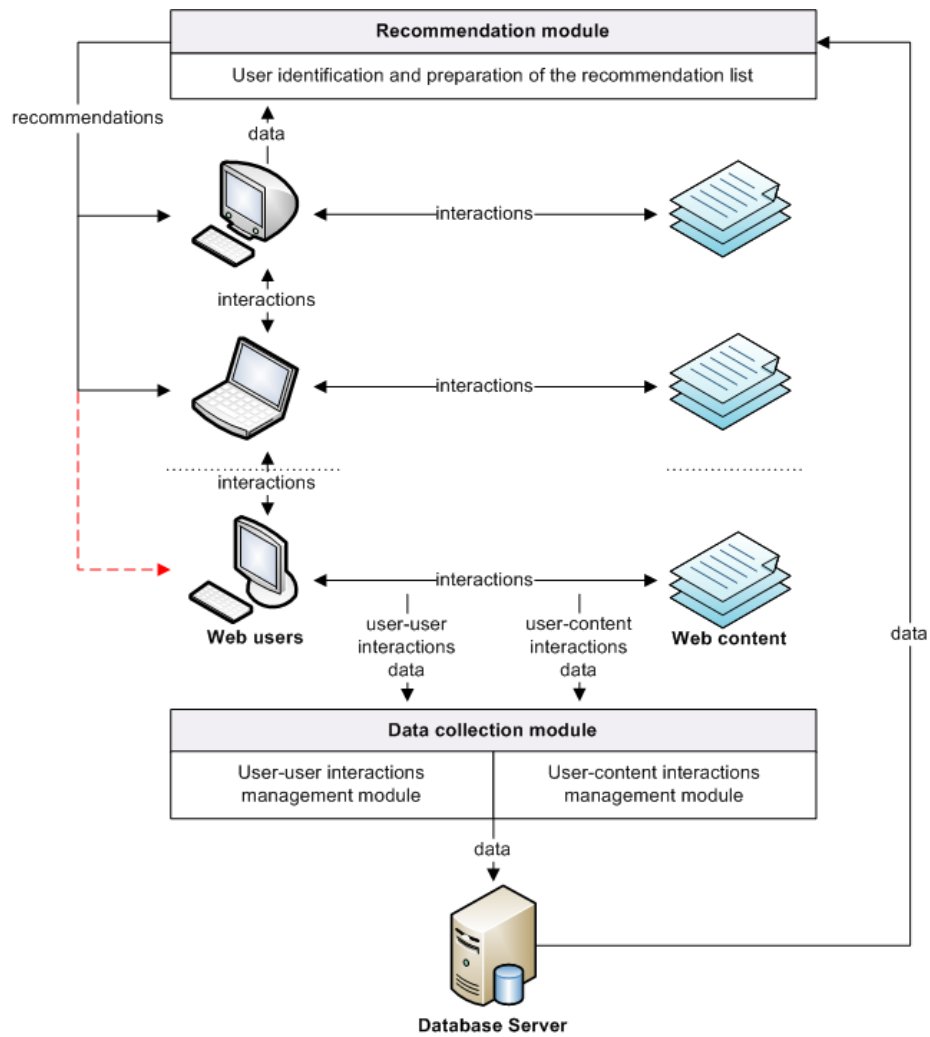 Recommendation module
User identification and preparation of the recommendation list
recommendations
data
interactions
interactions
interactions
interactions
interactions
Web users
user-user
interactions
data
user-content
interactions
data
Web content
data
Data collection module
User-user interactions
management module
User-content interactions
management module
data
Database Server